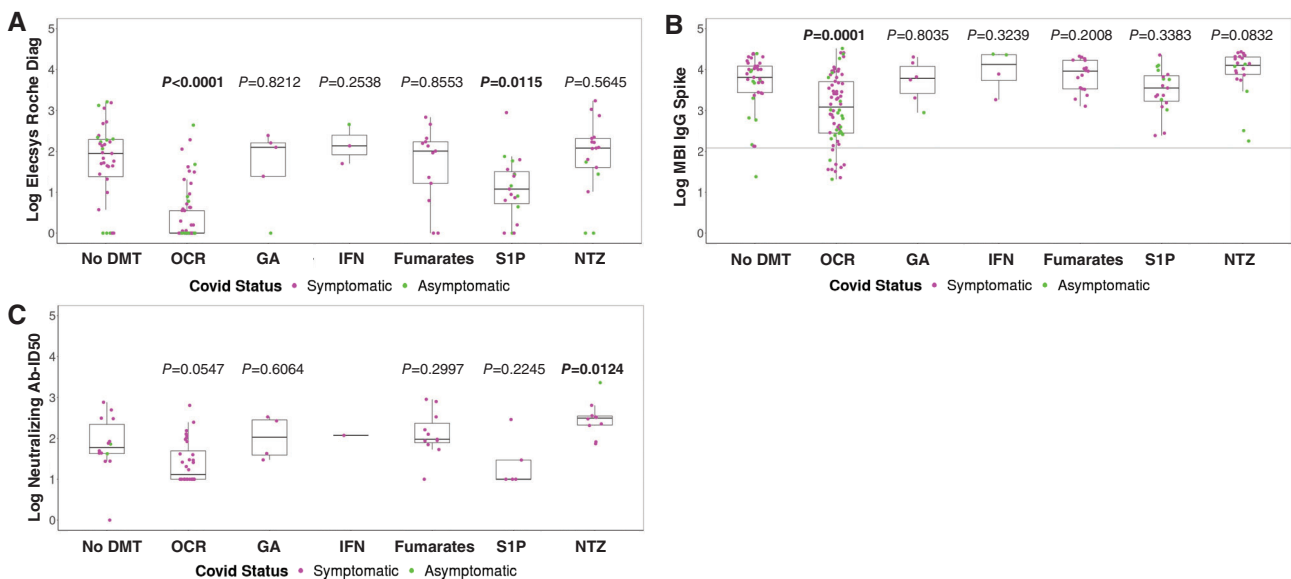 A
Log Elecsys Roche Diag
5
4
3
2
1
0
P<0.0001 P=0.8212 P=0.2538 P=0.8553 P=0.0115 P=0.5645
No DMT OCR GA IFN Fumarates S1P NTZ
Covid Status Symptomatic Asymptomatic
B
Log MBI IgG Spike
5
4
3
2
1
0
P=0.0001 P=0.8035 P=0.3239 P=0.2008 P=0.3383 P=0.0832
No DMT OCR GA IFN Fumarates S1P NTZ
Covid Status Symptomatic Asymptomatic
C
Log Neutralizing Ab-ID50
5
4
3
2
1
0
P=0.0547 P=0.6064 P=0.2997 P=0.2245 P=0.0124
No DMT OCR GA IFN Fumarates S1P NTZ
Covid Status Symptomatic Asymptomatic